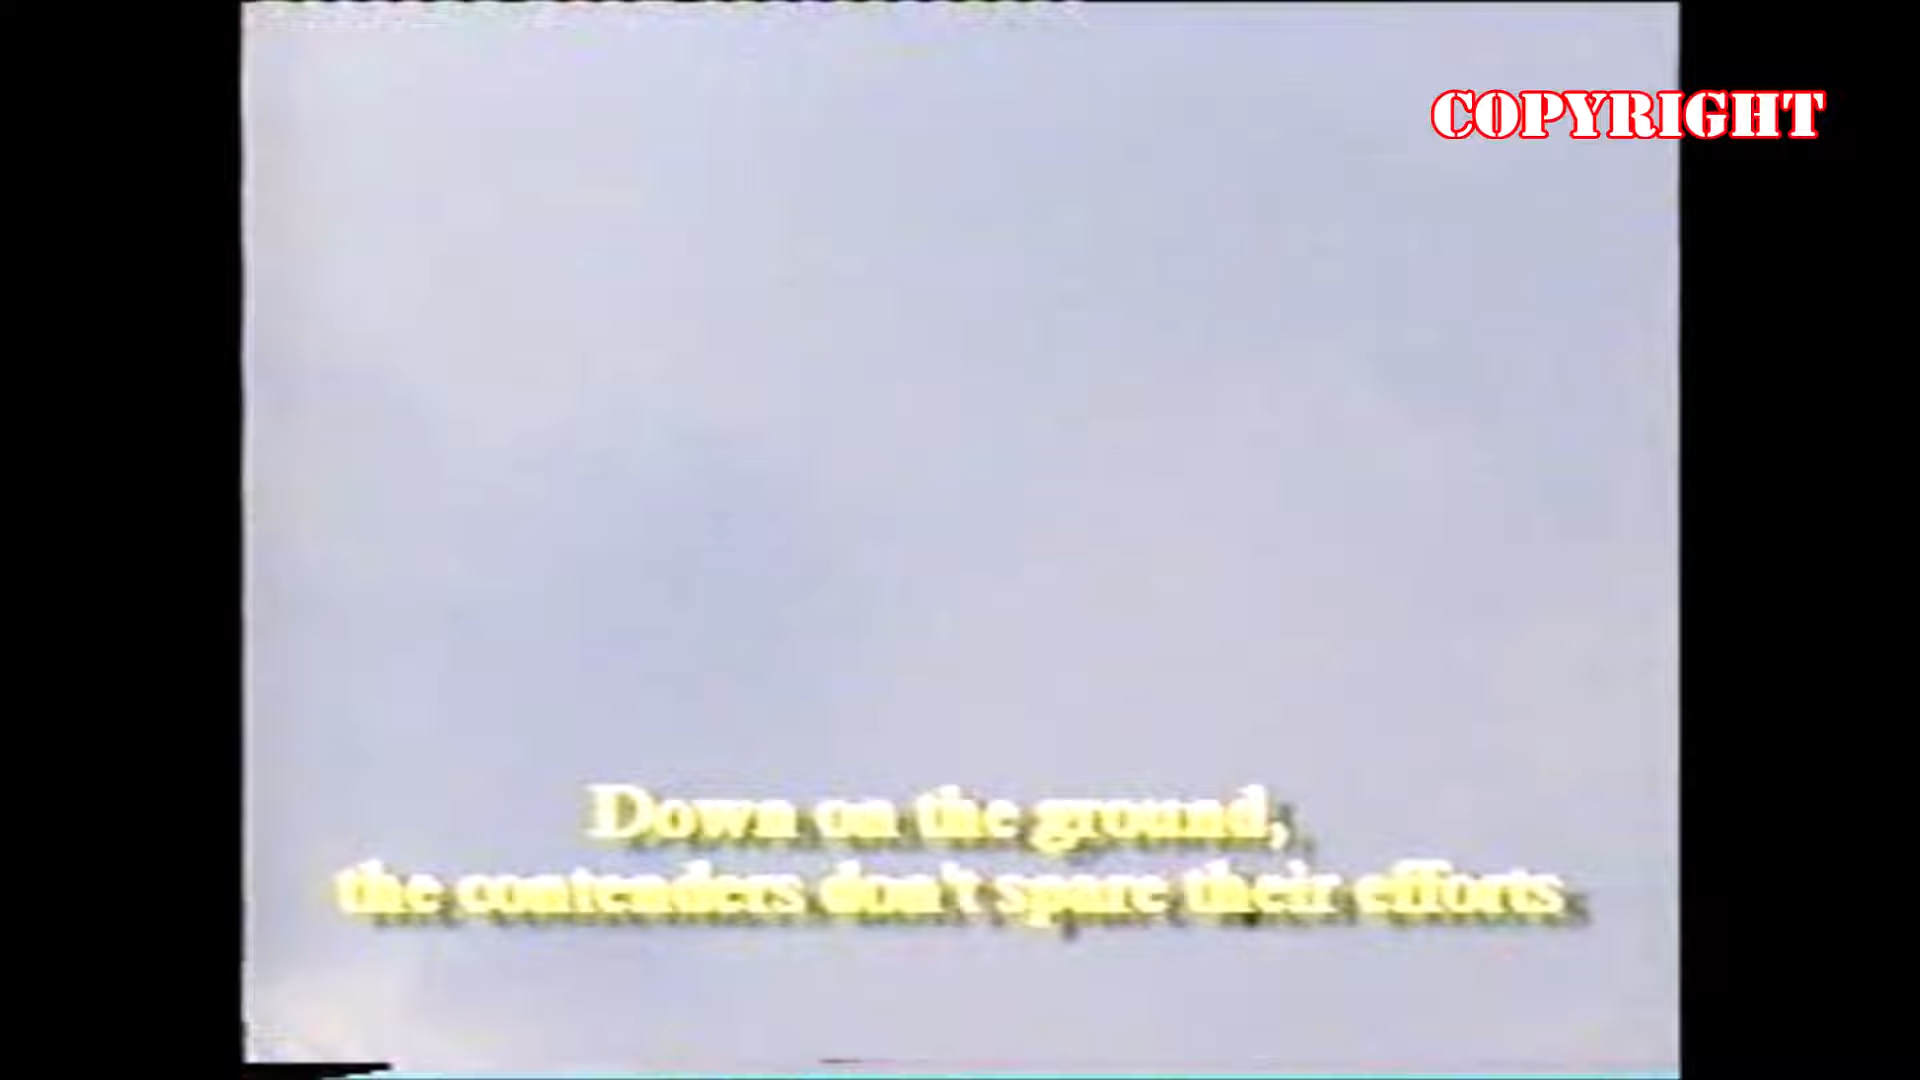 COPYRIGHT
Down on the ground,
the contenders don't spare their efforts